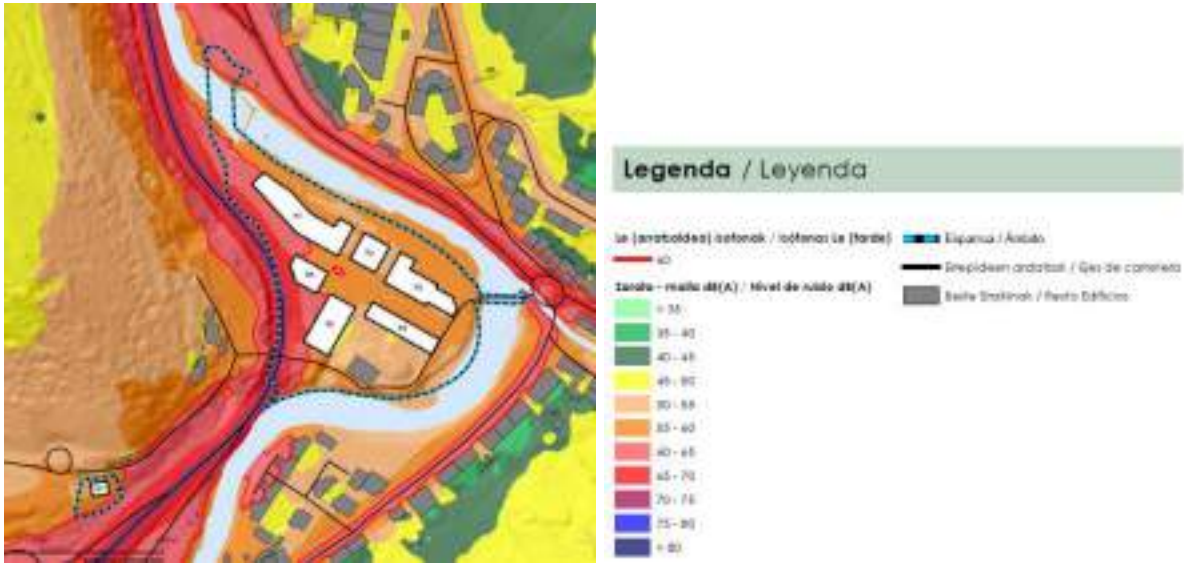 Legenda / Leyenda
Le (arratsaldea) isofonak / Isófonas Le (tarde)
60
Zarata - maila dB(A) / Nivel de ruido dB(A)
< 35
35 - 40
40 - 45
45 - 50
50 - 55
55 - 60
60 - 65
65 - 70
70 - 75
75 - 80
> 80
Esparrua / Ámbito
Errepideen ardatzak / Ejes de carretera
Beste Eraikinak / Resto Edificios